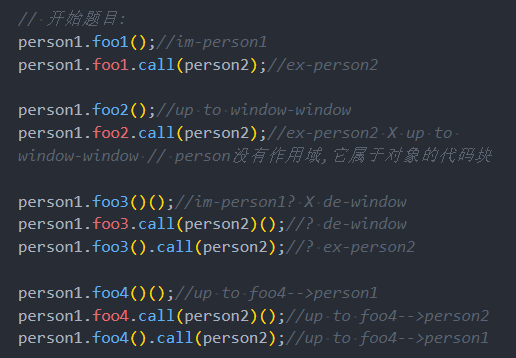 // 开始题目:
person1.foo1();//im-person1
person1.foo1.call(person2);//ex-person2
person1.foo2();//up to window-window
person1.foo2.call(person2);//ex-person2 X up to
window-window // person没有作用域,它属于对象的代码块
person1.foo3()();//im-person1? X de-window
person1.foo3.call(person2)();//? de-window
person1.foo3().call(person2);//? ex-person2
person1.foo4()();//up to foo4-->person1
person1.foo4.call(person2)();//up to foo4-->person2
person1.foo4().call(person2);//up to foo4-->person1